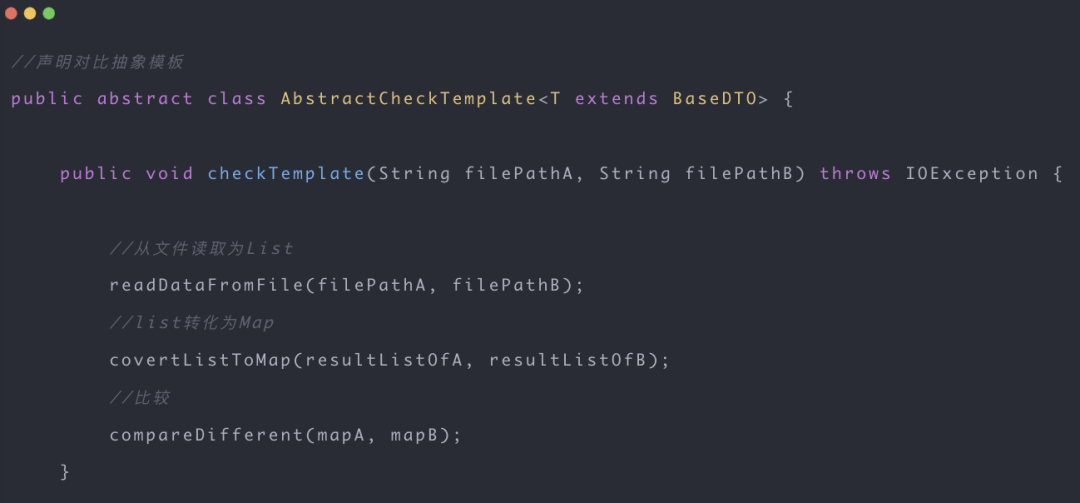 //声明对比抽象模板
public abstract class AbstractCheckTemplate<T extends BaseDTO> {
public void checkTemplate(String filePathA, String filePathB) throws IOException {
//从文件读取为List
readDataFromFile(filePathA, filePathB);
//list转化为Map
covertListToMap(resultListOfA, resultListOfB);
//比较
compareDifferent(mapA, mapB);
}